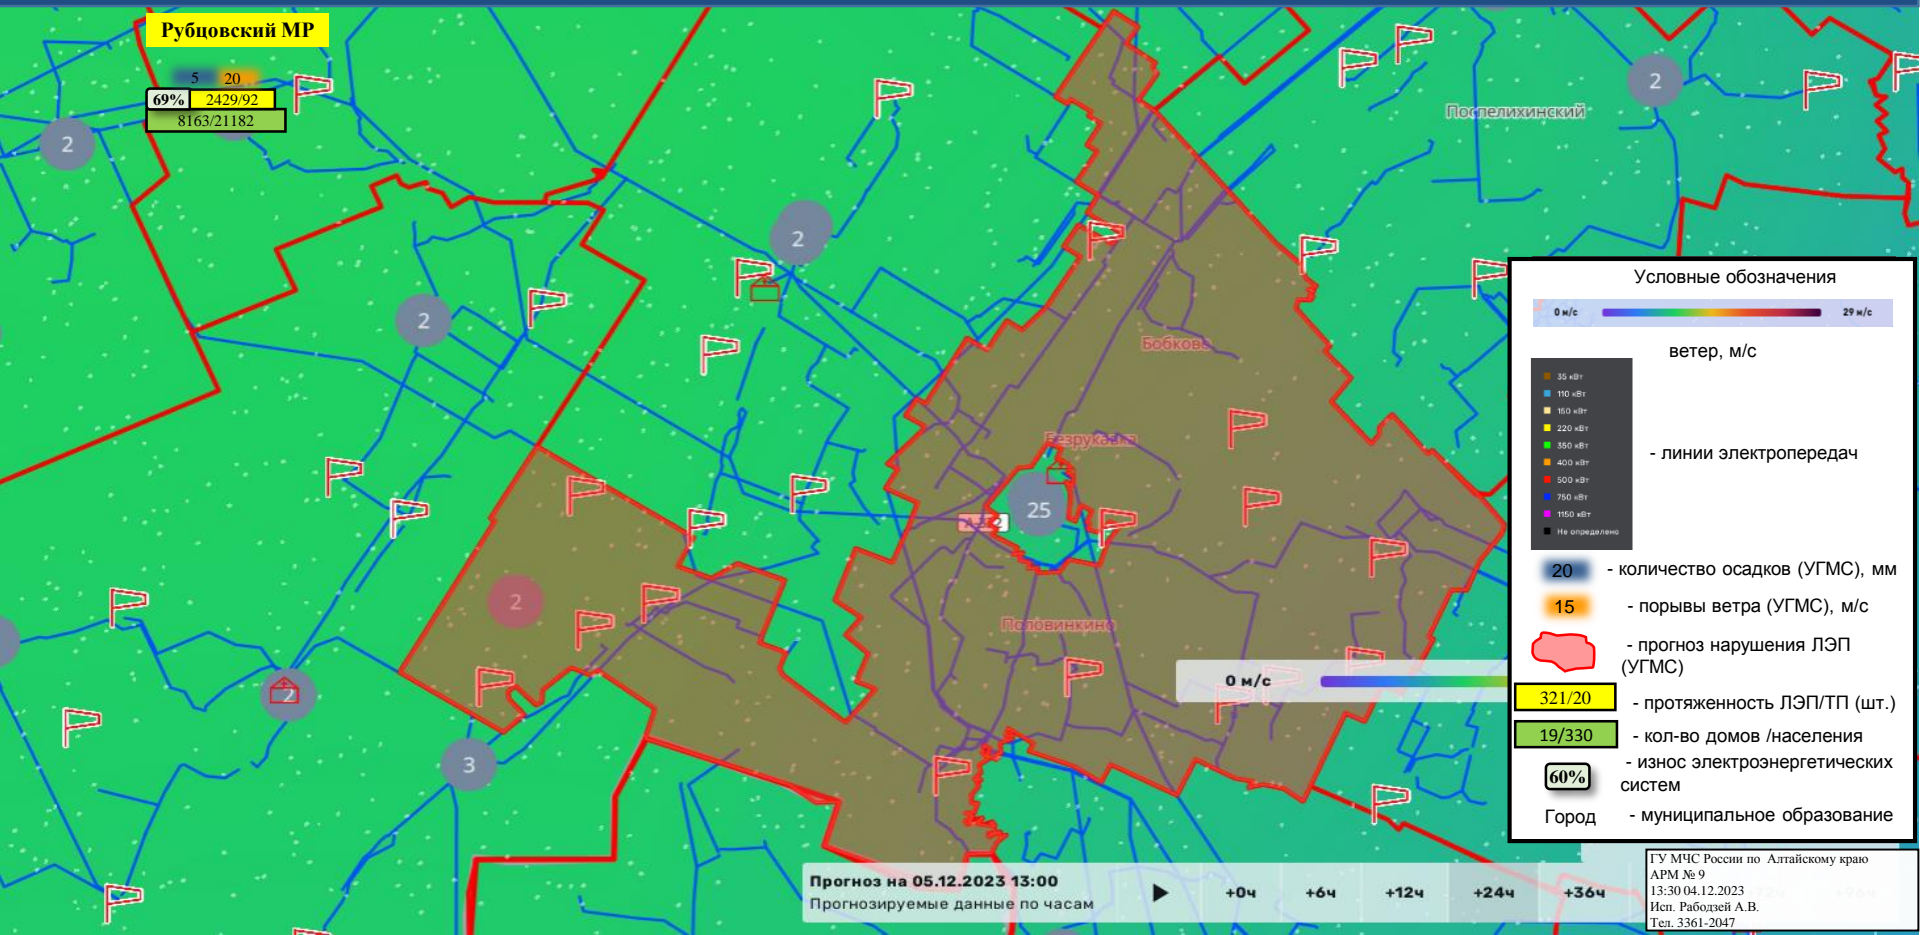 Рубцовский МР
5 20
69% 2429/92
8163/21182
2
2
2
2
2
3
25
2
Поспелихинский
Бобково
Безрукавка
Половинкино
0 м/с
Условные обозначения
0 м/с 29 м/с
ветер, м/с
35 кВт
110 кВт
150 кВт
220 кВт
350 кВт
400 кВт
500 кВт
750 кВт
1150 кВт
Не определено
- линии электропередач
20 - количество осадков (УГМС), мм
15 - порывы ветра (УГМС), м/с
- прогноз нарушения ЛЭП
(УГМС)
321/20 - протяженность ЛЭП/ТП (шт.)
19/330 - кол-во домов /населения
60% - износ электроэнергетических
систем
Город - муниципальное образование
Прогноз на 05.12.2023 13:00
Прогнозируемые данные по часам
+0ч +6ч +12ч +24ч +36ч
ГУ МЧС России по Алтайскому краю
АРМ № 9
13:30 04.12.2023
Исп. Рабодзей А.В.
Тел. 3361-2047